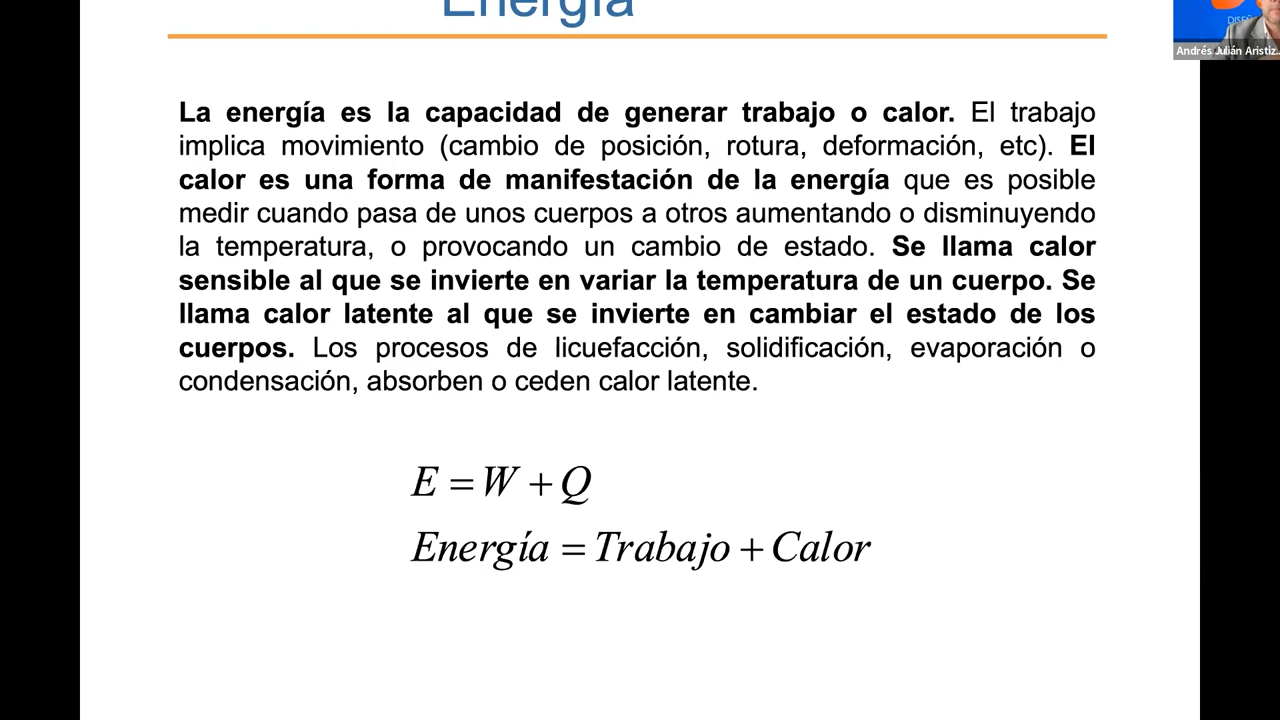 Energía
DISEÑ
Andrés Julián Aristiz...
La energía es la capacidad de generar trabajo o calor. El trabajo
implica movimiento (cambio de posición, rotura, deformación, etc). El
calor es una forma de manifestación de la energía que es posible
medir cuando pasa de unos cuerpos a otros aumentando o disminuyendo
la temperatura, o provocando un cambio de estado. Se llama calor
sensible al que se invierte en variar la temperatura de un cuerpo. Se
llama calor latente al que se invierte en cambiar el estado de los
cuerpos. Los procesos de licuefacción, solidificación, evaporación o
condensación, absorben o ceden calor latente.
E = W + Q
Energía = Trabajo + Calor